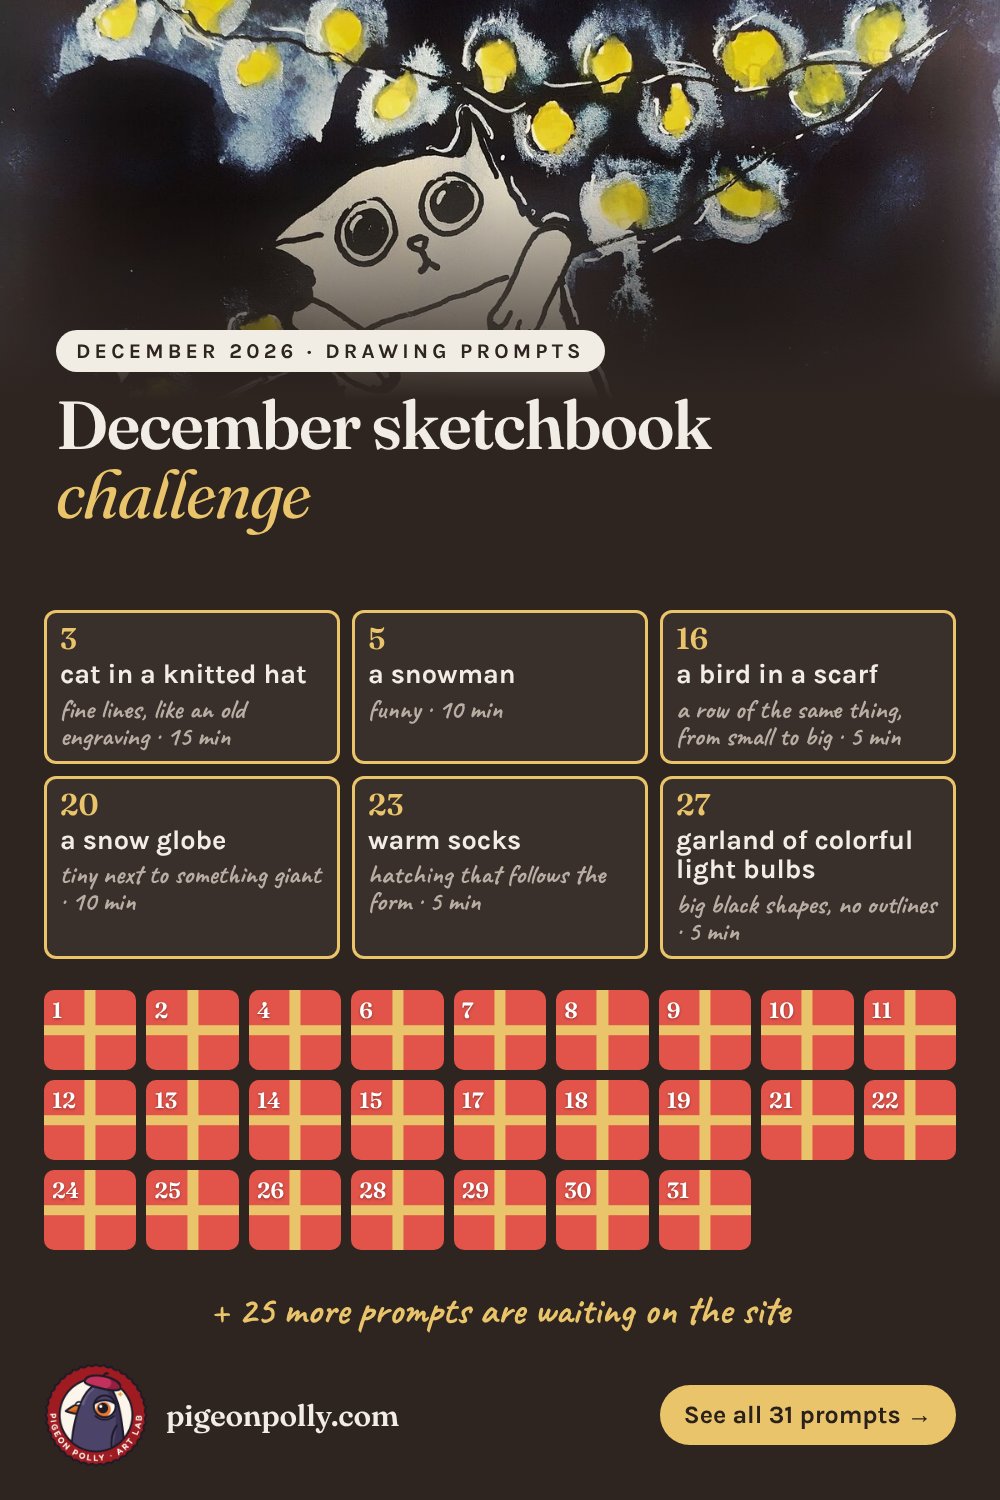 DECEMBER 2026 · DRAWING PROMPTS
December sketchbook
challenge
3
cat in a knitted hat
fine lines, like an old
engraving · 15 min
5
a snowman
funny · 10 min
16
a bird in a scarf
a row of the same thing,
from small to big · 5 min
20
a snow globe
tiny next to something giant
· 10 min
23
warm socks
hatching that follows the
form · 5 min
27
garland of colorful
light bulbs
big black shapes, no outlines
· 5 min
1 2 4 6 7 8 9 10 11
12 13 14 15 17 18 19 21 22
24 25 26 28 29 30 31
+ 25 more prompts are waiting on the site
PIGEON POLLY · ART LAB
pigeonpolly.com
See all 31 prompts →